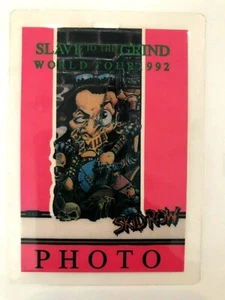 SLAVE TO THE GRIND
WORLD TOUR 1992
SKID ROW
PHOTO